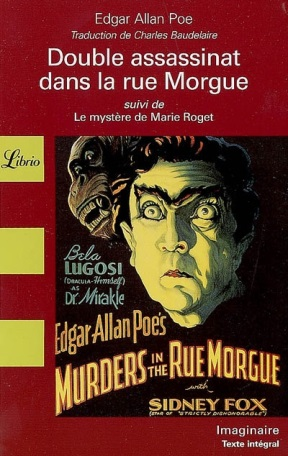 Edgar Allan Poe
Traduction de Charles Baudelaire
Double assassinat
dans la rue Morgue
suivi de
Le mystère de Marie Roget
Librio
Bela
LUGOSI
(DRACULA-Himself)
AS
Dr. Mirakle
Edgar Allan Poe's
MURDERS IN THE RUE MORGUE
with
SIDNEY FOX
(STAR OF "STRICTLY DISHONORABLE")
Imaginaire
Texte intégral